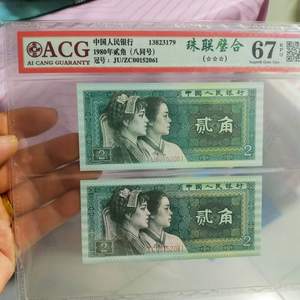 ACG
AI CANG GUARANTY
中国人民银行 13823179
1980年贰角（八同号）
冠号：JU/ZC00152061
珠联璧合
(☆☆☆)
67
EPQ
中国人民银行
贰角
2 2
中国人民银行
贰角
2 2